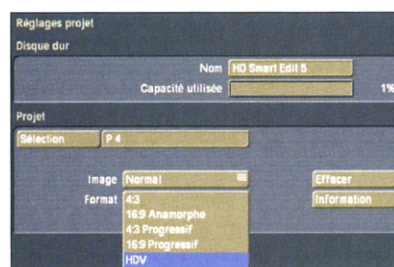 Réglages projet
Disque dur
Nom HD Smart Edit 5
Capacité utilisée 1%
Projet
Sélection P 4
Image Normal Effacer
Format 4:3 Information
16:9 Anamorphe
4:3 Progressif
16:9 Progressif
HDV